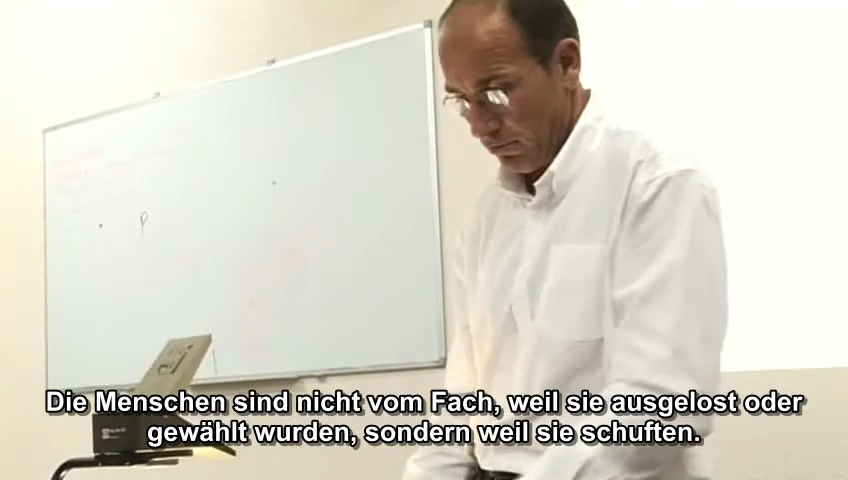 P
Die Menschen sind nicht vom Fach, weil sie ausgelost oder
gewählt wurden, sondern weil sie schuften.